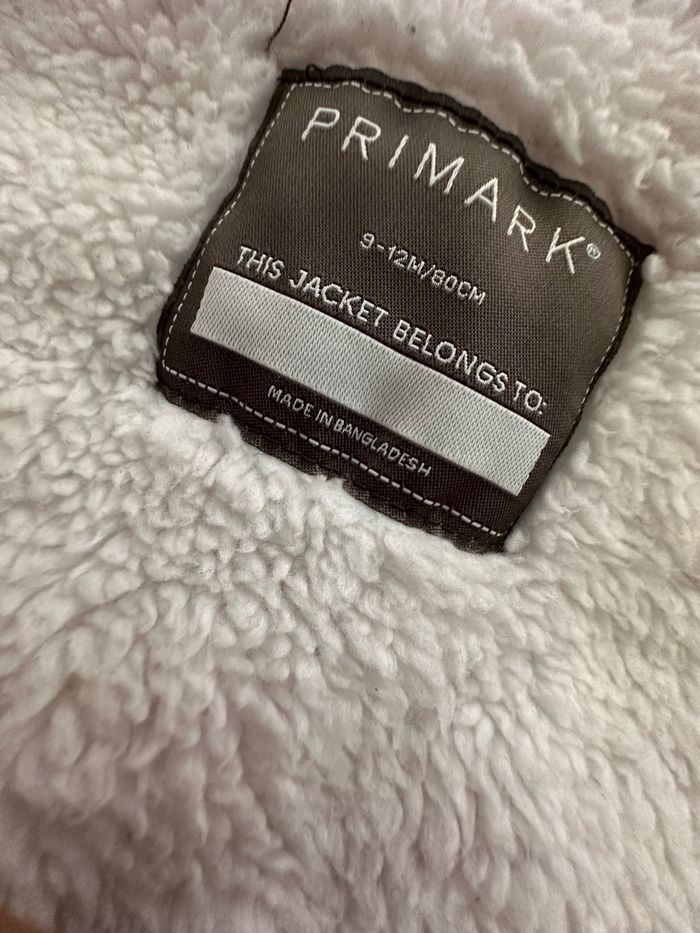 PRIMARK®
9-12M/80CM
THIS JACKET BELONGS TO:
MADE IN BANGLADESH